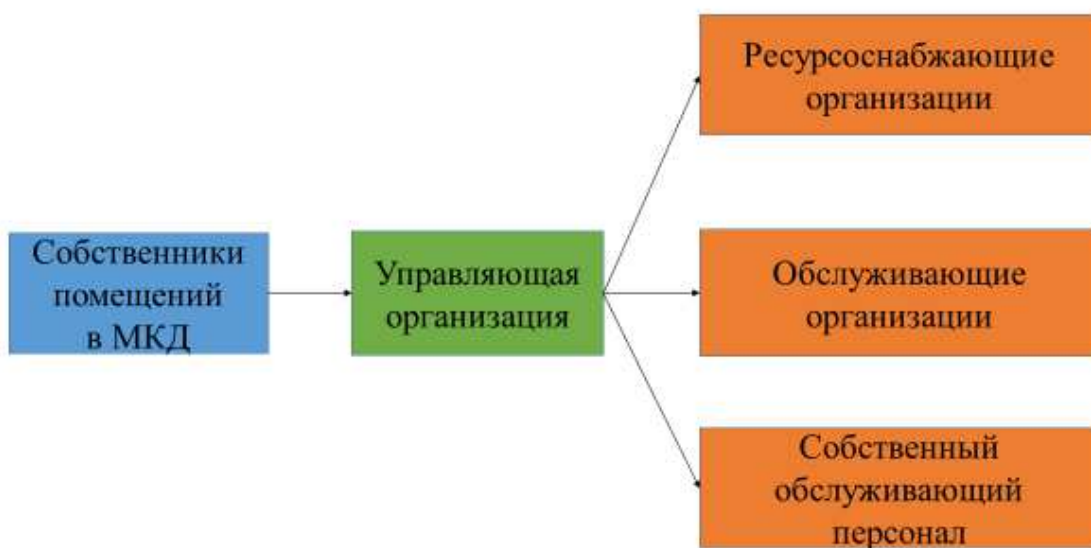 Ресурсоснабжающие
организации
Собственники
помещений
в МКД
Управляющая
организация
Обслуживающие
организации
Собственный
обслуживающий
персонал